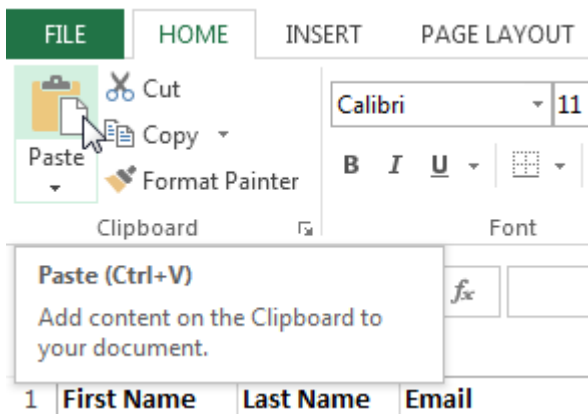 FILE HOME INSERT PAGE LAYOUT
Cut
Calibri 11
Copy
Paste
B I U
Format Painter
Clipboard Font
Paste (Ctrl+V)
fx
Add content on the Clipboard to
your document.
1 First Name Last Name Email